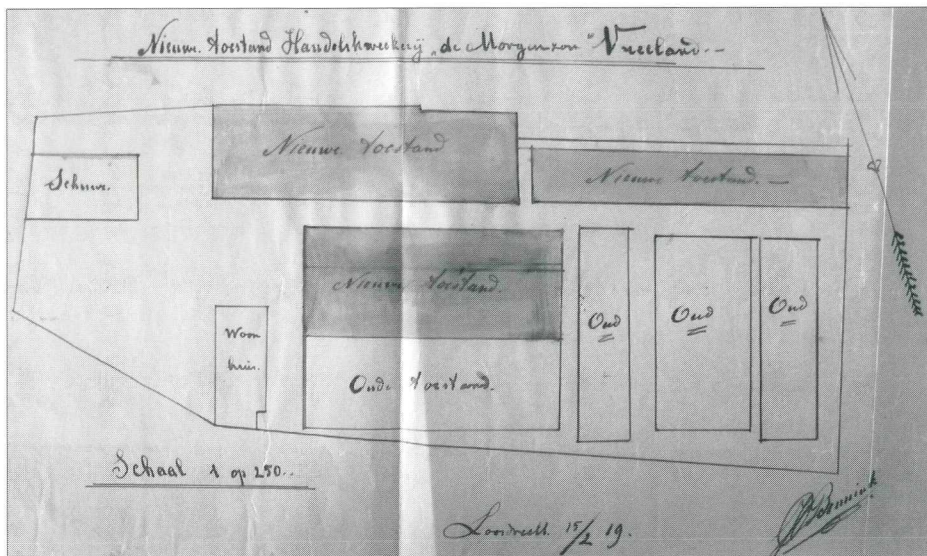 Nieuwe toestand Handelskweekerij „de Morgenzon" Vreeland.-
Nieuwe toestand
Schuur.
Nieuwe toestand. —
Nieuwe toestand.
Oud
Oud
Oud
Woon
huis.
Oude toestand.
Schaal 1 op 250..
Loosdrecht 15/2 19.